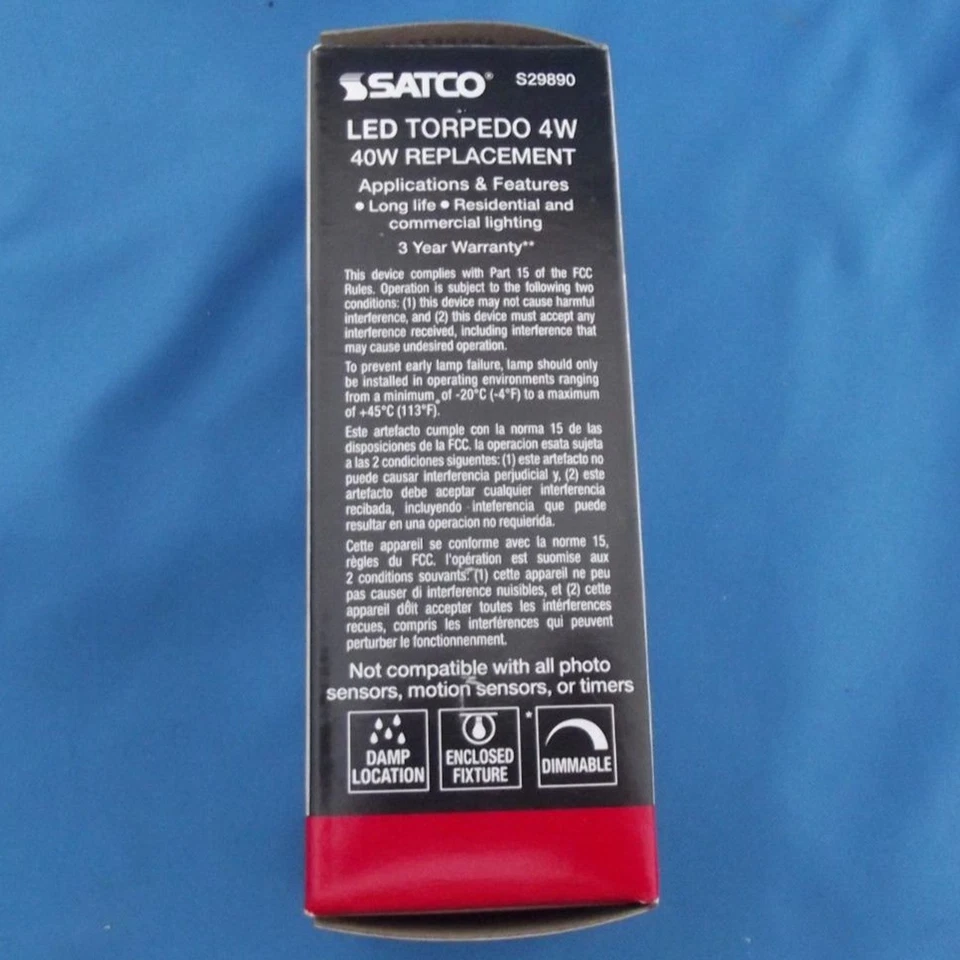 SATCO® S29890
LED TORPEDO 4W
40W REPLACEMENT
Applications & Features
• Long life • Residential and
commercial lighting
3 Year Warranty**
This device complies with Part 15 of the FCC
Rules. Operation is subject to the following two
conditions: (1) this device may not cause harmful
interference, and (2) this device must accept any
interference received, including interference that
may cause undesired operation.
To prevent early lamp failure, lamp should only
be installed in operating environments ranging
from a minimum of -20°C (-4°F) to a maximum
of +45°C (113°F).
Este artefacto cumple con la norma 15 de las
disposiciones de la FCC. la operacion esata sujeta
a las 2 condiciones siguentes: (1) este artefacto no
puede causar interferencia perjudicial y, (2) este
artefacto debe aceptar cualquier interferencia
recibada, incluyendo inteferencia que puede
resultar en una operacion no requierida.
Cette appareil se conforme avec la norme 15,
règles du FCC. l'opération est suomise aux
2 conditions souvants: (1) cette appareil ne peu
pas causer di interference nuisibles, et (2) cette
appareil dôit accepter toutes les intérferences
recues, compris les interférences qui peuvent
perturber le fonctionnenment.
Not compatible with all photo
sensors, motion sensors, or timers
DAMP
LOCATION
ENCLOSED
FIXTURE
*
DIMMABLE